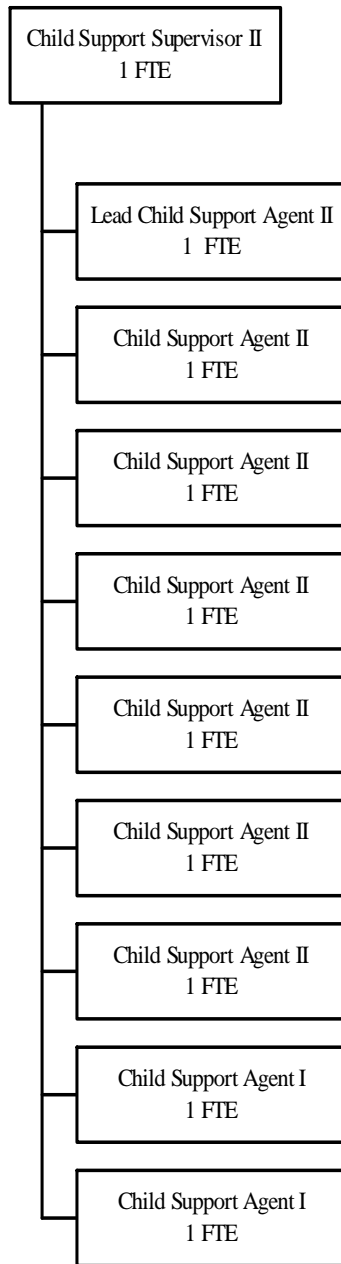 Child Support Supervisor II
1 FTE
Lead Child Support Agent II
1 FTE
Child Support Agent II
1 FTE
Child Support Agent II
1 FTE
Child Support Agent II
1 FTE
Child Support Agent II
1 FTE
Child Support Agent II
1 FTE
Child Support Agent II
1 FTE
Child Support Agent I
1 FTE
Child Support Agent I
1 FTE